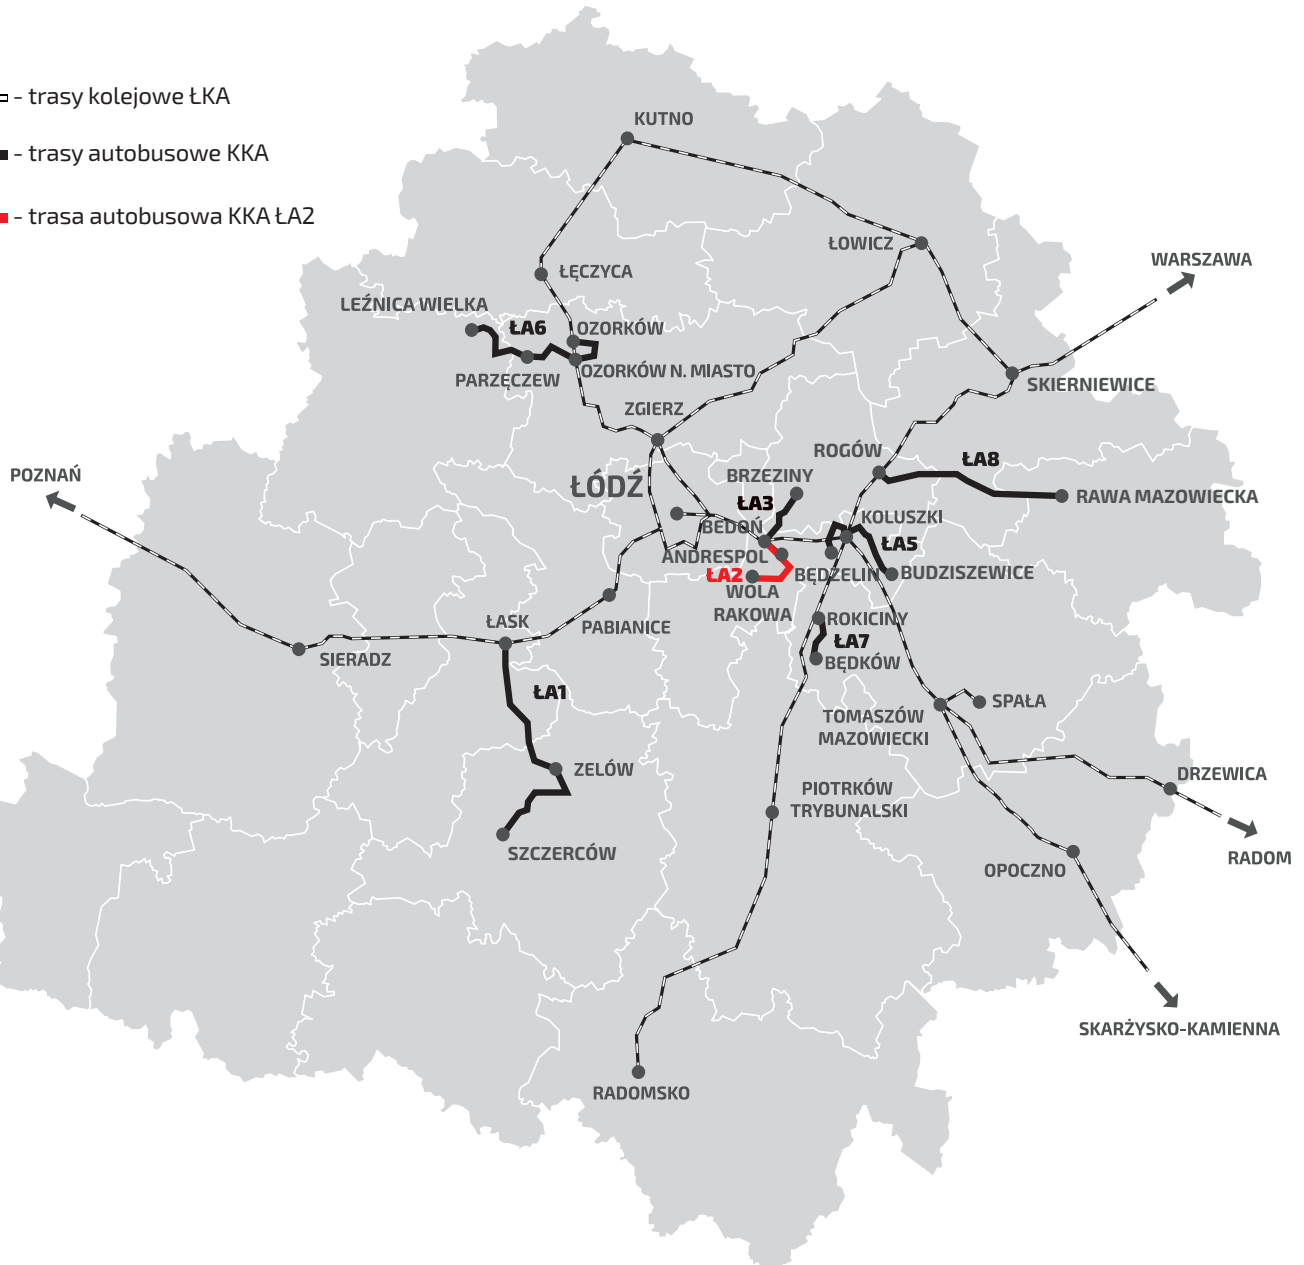 - trasy kolejowe ŁKA
- trasy autobusowe KKA
- trasa autobusowa KKA ŁA2
KUTNO
ŁOWICZ
WARSZAWA
ŁĘCZYCA
LEŹNICA WIELKA
ŁA6
OZORKÓW
PARZĘCZEW
OZORKÓW N. MIASTO
SKIERNIEWICE
ZGIERZ
ROGÓW
ŁA8
POZNAŃ
ŁÓDŹ
BRZEZINY
RAWA MAZOWIECKA
ŁA3
KOLUSZKI
BEDOŃ
ŁA5
ANDRESPOL
ŁA2
BĘDZELIN
BUDZISZEWICE
WOLA
RAKOWA
ŁASK
PABIANICE
ROKICINY
ŁA7
SIERADZ
BĘDKÓW
ŁA1
SPAŁA
TOMASZÓW
MAZOWIECKI
ZELÓW
DRZEWICA
PIOTRKÓW
TRYBUNALSKI
SZCZERCÓW
RADOM
OPOCZNO
SKARŻYSKO-KAMIENNA
RADOMSKO